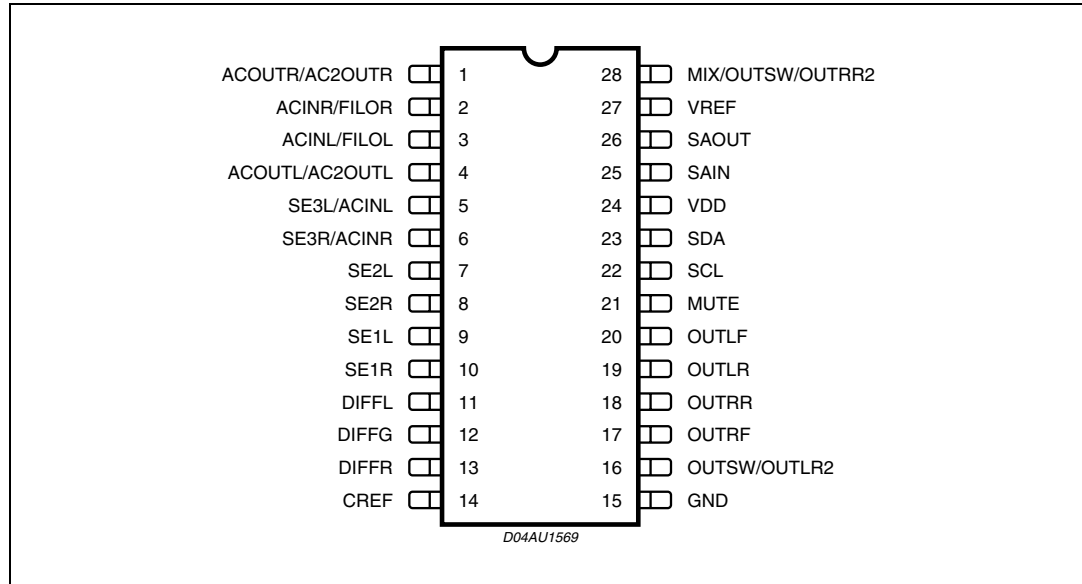 ACOUTR/AC2OUTR 1 28 MIX/OUTSW/OUTRR2
ACINR/FILOR 2 27 VREF
ACINL/FILOL 3 26 SAOUT
ACOUTL/AC2OUTL 4 25 SAIN
SE3L/ACINL 5 24 VDD
SE3R/ACINR 6 23 SDA
SE2L 7 22 SCL
SE2R 8 21 MUTE
SE1L 9 20 OUTLF
SE1R 10 19 OUTLR
DIFFL 11 18 OUTRR
DIFFG 12 17 OUTRF
DIFFR 13 16 OUTSW/OUTLR2
CREF 14 15 GND
D04AU1569